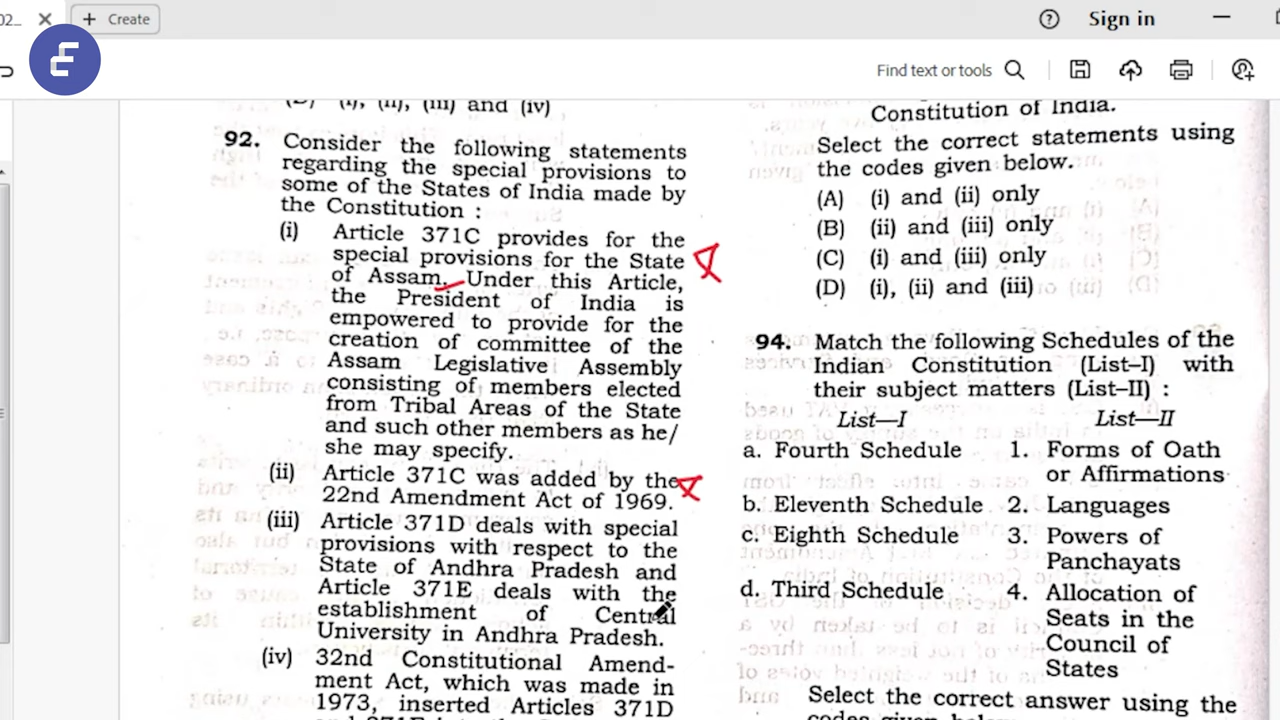 02_
Create
Sign in
Find text or tools
(i), (ii), (iii) and (iv)
92. Consider the following statements
regarding the special provisions to
some of the States of India made by
the Constitution :
(i) Article 371C provides for the
special provisions for the State
of Assam. Under this Article,
the President of India is
empowered to provide for the
creation of committee of the
Assam Legislative Assembly
consisting of members elected
from Tribal Areas of the State
and such other members as he/
she may specify.
(ii) Article 371C was added by the
22nd Amendment Act of 1969.
(iii) Article 371D deals with special
provisions with respect to the
State of Andhra Pradesh and
Article 371E deals with the
establishment of Central
University in Andhra Pradesh.
(iv) 32nd Constitutional Amend-
ment Act, which was made in
1973, inserted Articles 371D
Constitution of India.
Select the correct statements using
the codes given below.
(A) (i) and (ii) only
(B) (ii) and (iii) only
(C) (i) and (iii) only
(D) (i), (ii) and (iii)
94. Match the following Schedules of the
Indian Constitution (List–I) with
their subject matters (List–II) :
List—I List—II
a. Fourth Schedule 1. Forms of Oath
or Affirmations
b. Eleventh Schedule 2. Languages
c. Eighth Schedule 3. Powers of
Panchayats
d. Third Schedule 4. Allocation of
Seats in the
Council of
States
Select the correct answer using the